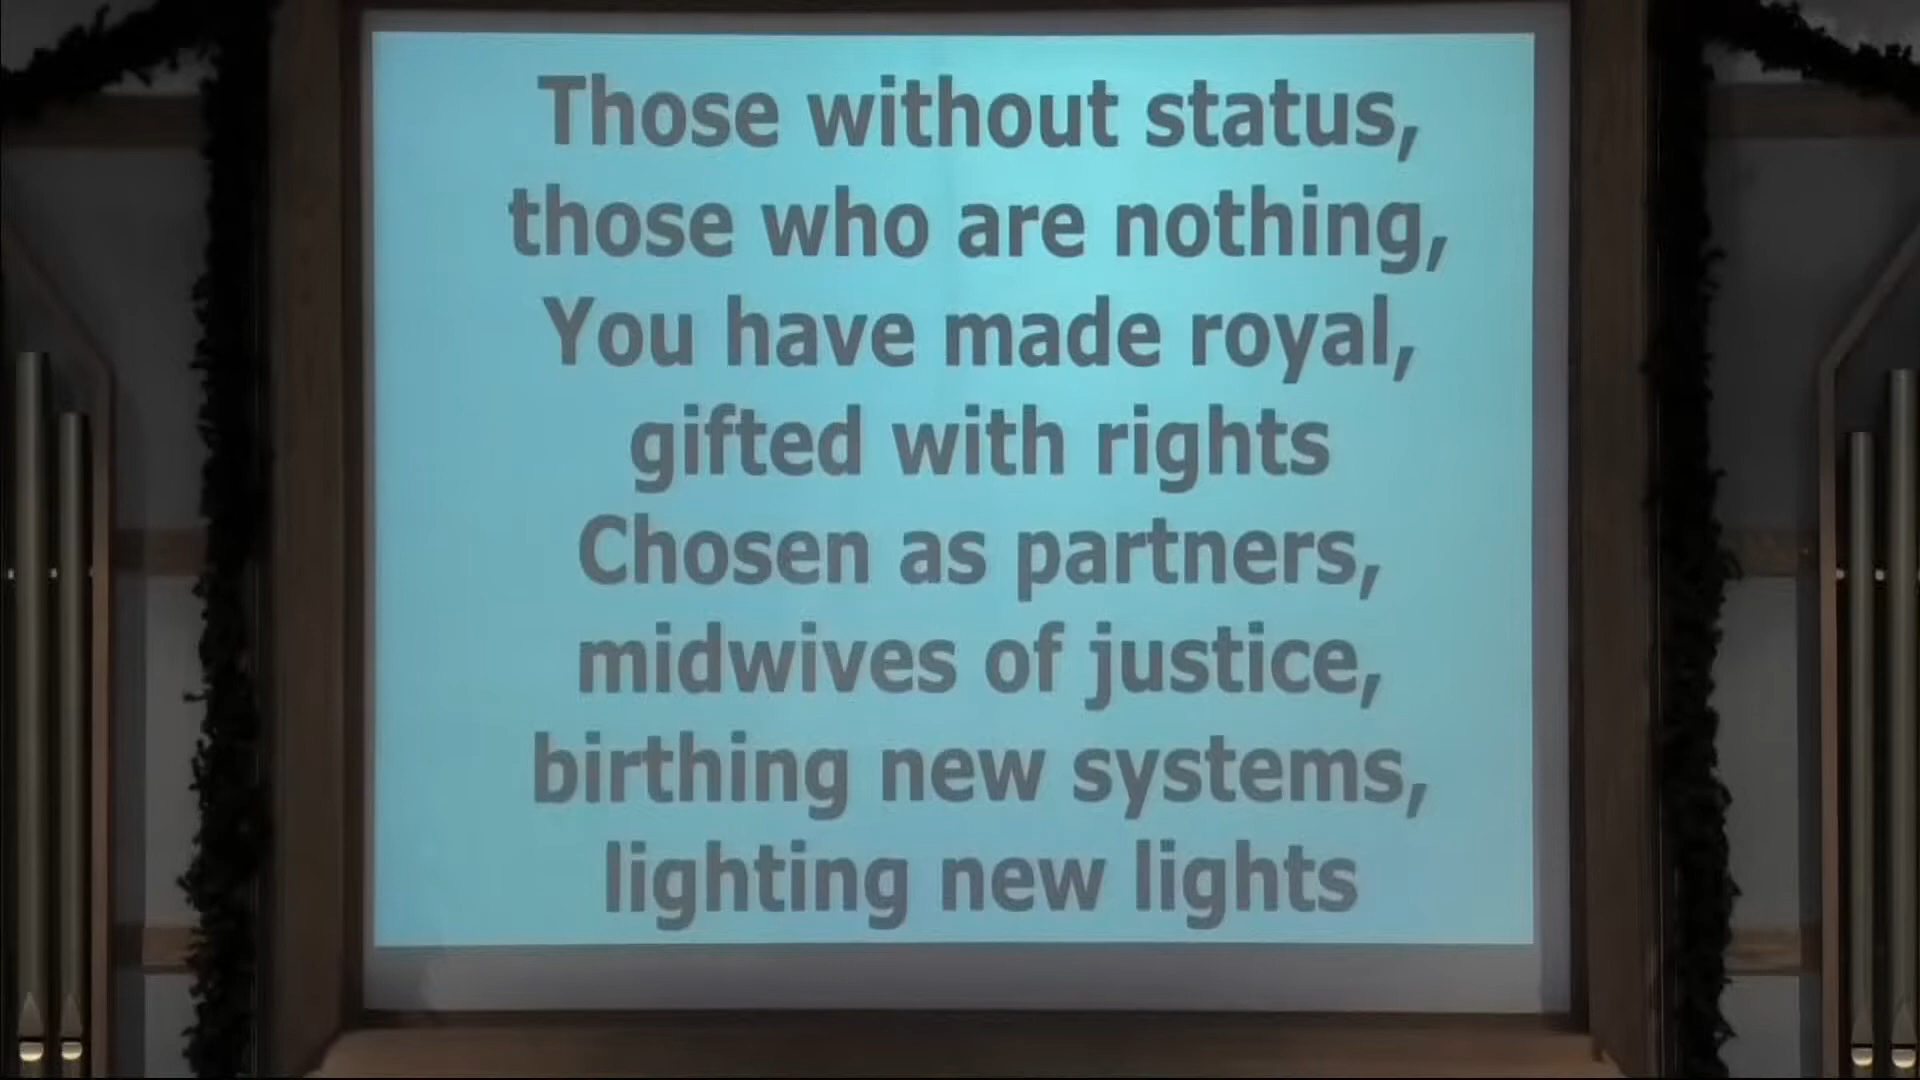 Those without status,
those who are nothing,
You have made royal,
gifted with rights
Chosen as partners,
midwives of justice,
birthing new systems,
lighting new lights